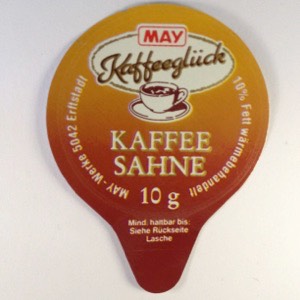 MAY
Kaffeeglück
MAY-Werke 5042 Erftstadt
10% Fett wärmebehandelt
KAFFEE
SAHNE
10 g
Mind. haltbar bis:
Siehe Rückseite
Lasche